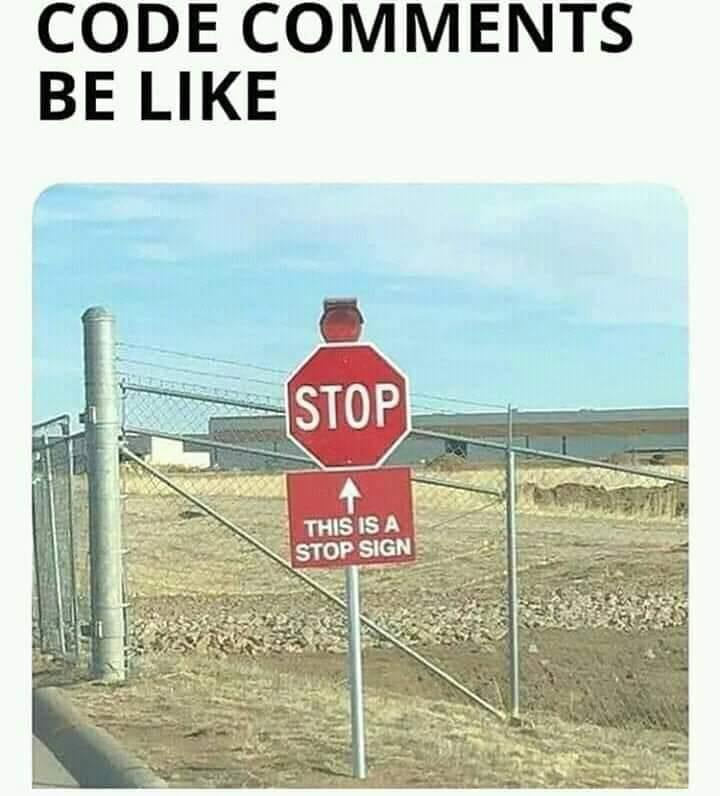 CODE COMMENTS
BE LIKE
STOP
THIS IS A
STOP SIGN